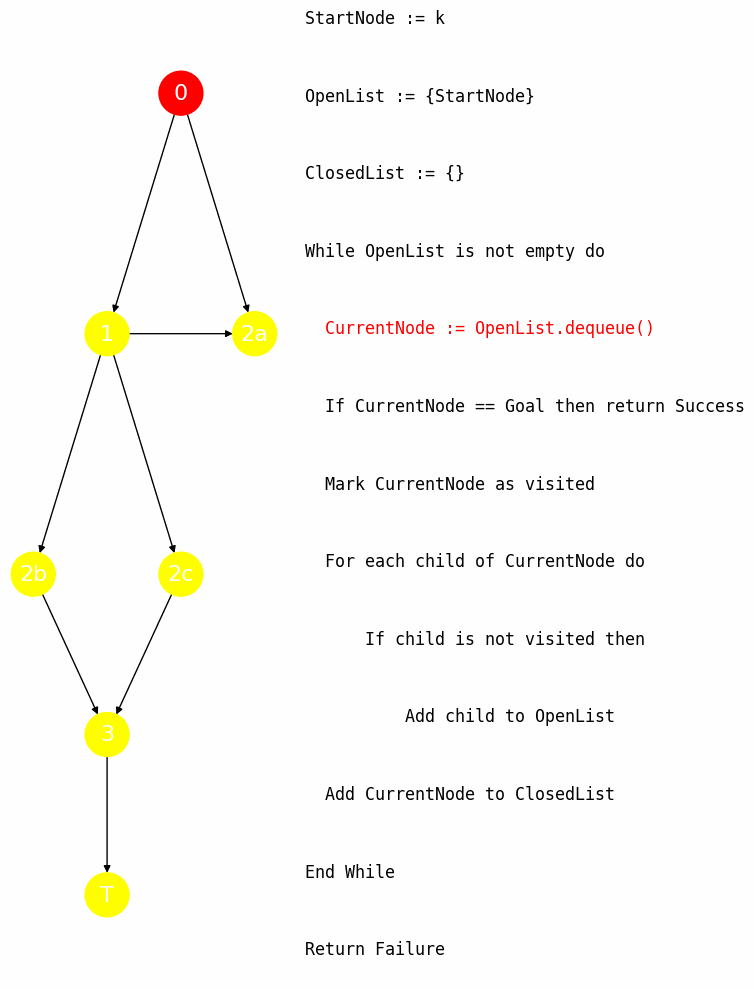 StartNode := k
0
OpenList := {StartNode}
ClosedList := {}
While OpenList is not empty do
1
2a
CurrentNode := OpenList.dequeue()
If CurrentNode == Goal then return Success
Mark CurrentNode as visited
For each child of CurrentNode do
2b
2c
If child is not visited then
Add child to OpenList
3
Add CurrentNode to ClosedList
End While
T
Return Failure